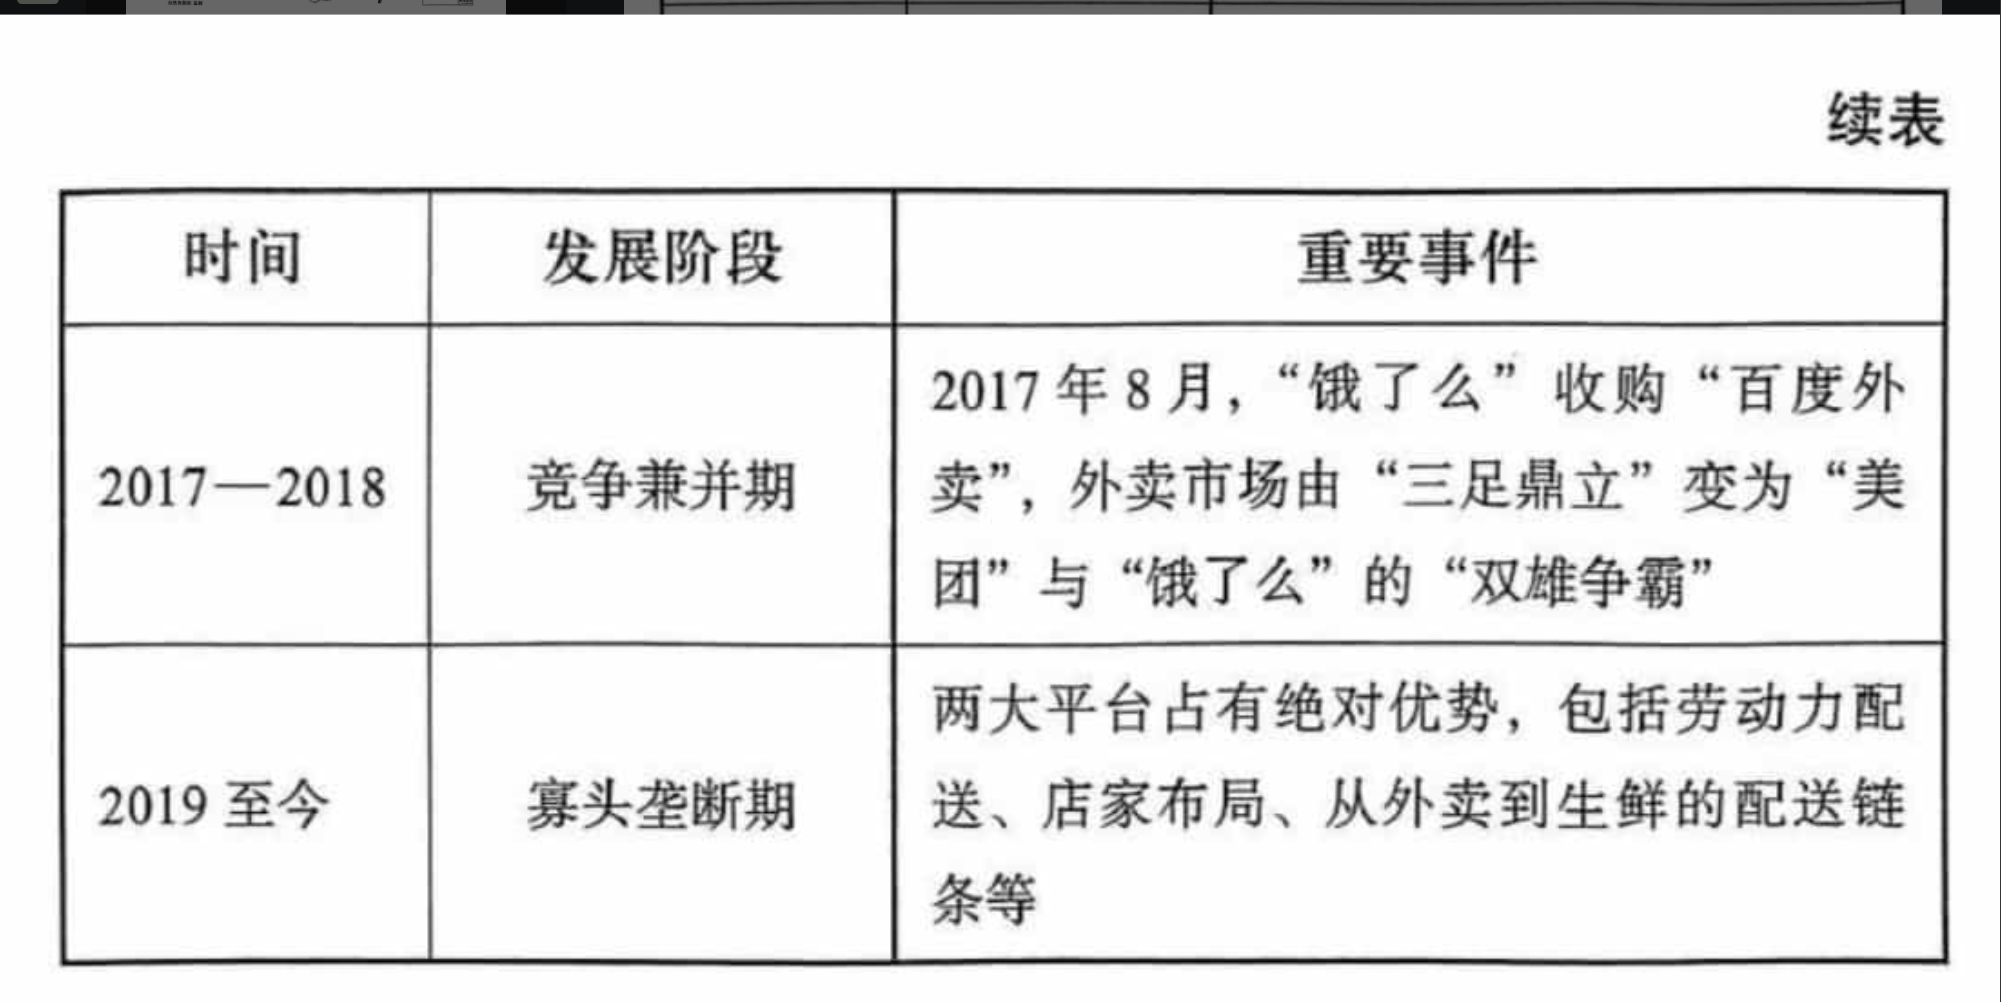 续表
时间 发展阶段 重要事件
2017年8月，“饿了么”收购“百度外
2017—2018 竞争兼并期 卖”，外卖市场由“三足鼎立”变为“美
团”与“饿了么”的“双雄争霸”
两大平台占有绝对优势，包括劳动力配
2019至今 寡头垄断期 送、店家布局、从外卖到生鲜的配送链
条等